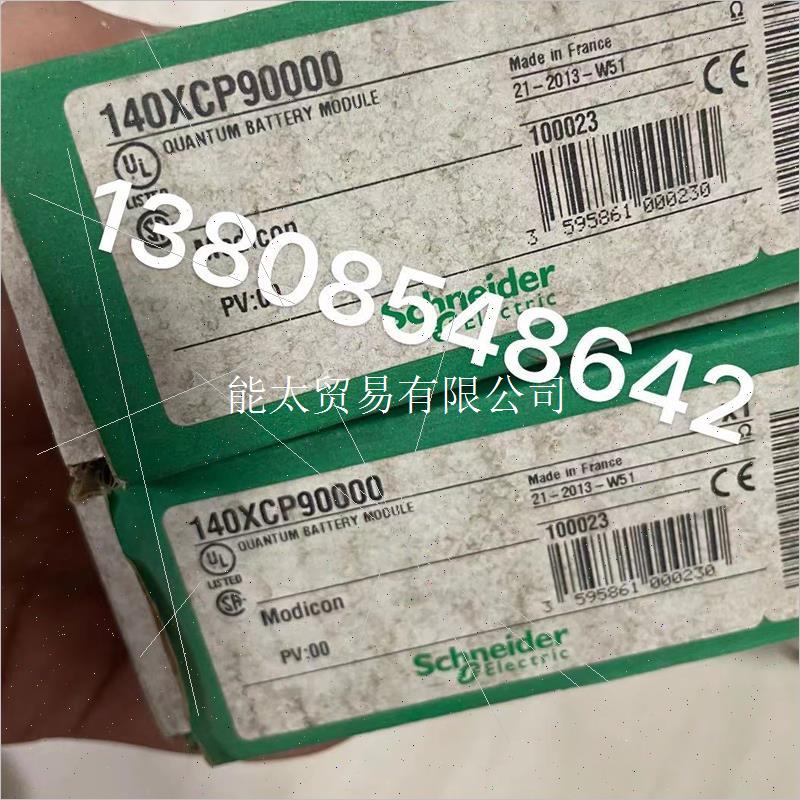 140XCP90000
QUANTUM BATTERY MODULE
UL
LISTED
Modicon
PV:00
Ω
Made in France
21-2013-W51
CE
100023
3 595861 000230
Schneider
Electric
13808548642
能太贸易有限公司
140XCP90000
QUANTUM BATTERY MODULE
UL
LISTED
SA
Modicon
PV:00
X1
Ω
Made in France
21-2013-W51
CE
100023
3 595861 000230
Schneider
Electric